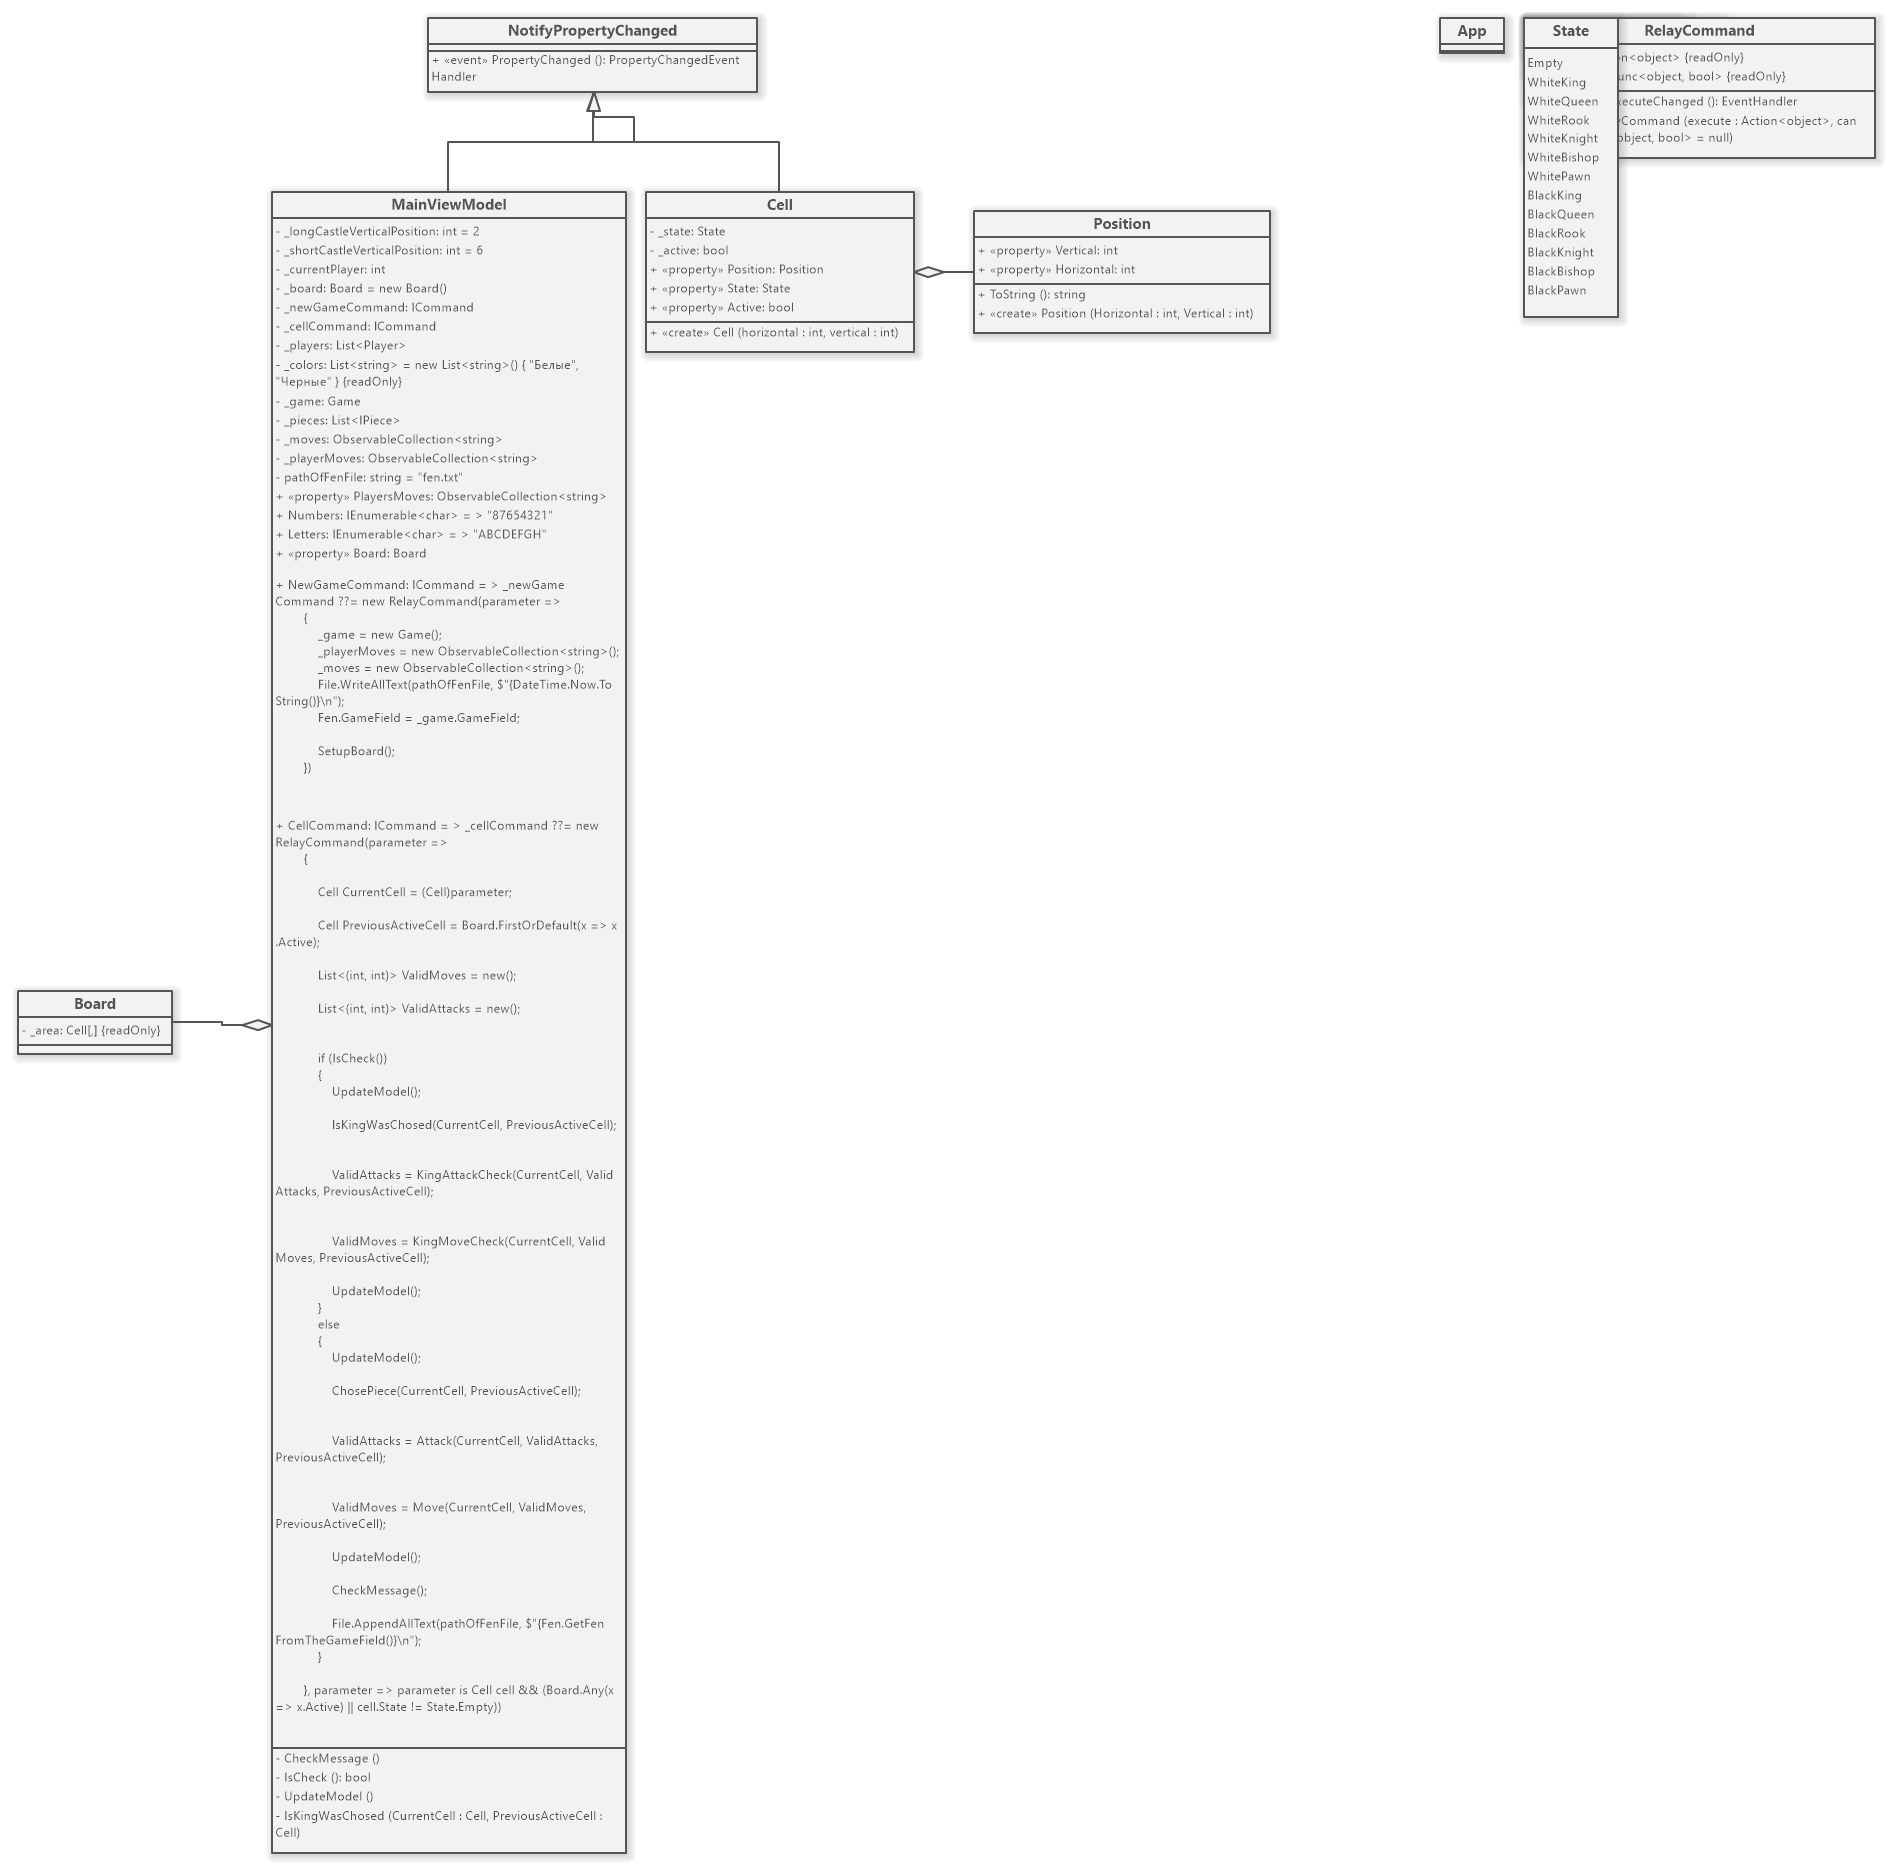 NotifyPropertyChanged
+ «event» PropertyChanged (): PropertyChangedEvent
Handler
MainViewModel
- _longCastleVerticalPosition: int = 2
- _shortCastleVerticalPosition: int = 6
- _currentPlayer: int
- _board: Board = new Board()
- _newGameCommand: ICommand
- _cellCommand: ICommand
- _players: List<Player>
- _colors: List<string> = new List<string>() { "Белые",
"Черные" } {readOnly}
- _game: Game
- _pieces: List<IPiece>
- _moves: ObservableCollection<string>
- _playerMoves: ObservableCollection<string>
- pathOfFenFile: string = "fen.txt"
+ «property» PlayersMoves: ObservableCollection<string>
+ Numbers: IEnumerable<char> = > "87654321"
+ Letters: IEnumerable<char> = > "ABCDEFGH"
+ «property» Board: Board
+ NewGameCommand: ICommand = > _newGame
Command ??= new RelayCommand(parameter =>
{
_game = new Game();
_playerMoves = new ObservableCollection<string>();
_moves = new ObservableCollection<string>();
File.WriteAllText(pathOfFenFile, $"{DateTime.Now.To
String()}\n");
Fen.GameField = _game.GameField;
SetupBoard();
})
+ CellCommand: ICommand = > _cellCommand ??= new
RelayCommand(parameter =>
{
Cell CurrentCell = (Cell)parameter;
Cell PreviousActiveCell = Board.FirstOrDefault(x => x
.Active);
List<(int, int)> ValidMoves = new();
List<(int, int)> ValidAttacks = new();
if (IsCheck())
{
UpdateModel();
IsKingWasChosed(CurrentCell, PreviousActiveCell);
ValidAttacks = KingAttackCheck(CurrentCell, Valid
Attacks, PreviousActiveCell);
ValidMoves = KingMoveCheck(CurrentCell, Valid
Moves, PreviousActiveCell);
UpdateModel();
}
else
{
UpdateModel();
ChosePiece(CurrentCell, PreviousActiveCell);
ValidAttacks = Attack(CurrentCell, ValidAttacks,
PreviousActiveCell);
ValidMoves = Move(CurrentCell, ValidMoves,
PreviousActiveCell);
UpdateModel();
CheckMessage();
File.AppendAllText(pathOfFenFile, $"{Fen.GetFen
FromTheGameField()}\n");
}
}, parameter => parameter is Cell cell && (Board.Any(x
=> x.Active) || cell.State != State.Empty))
- CheckMessage ()
- IsCheck (): bool
- UpdateModel ()
- IsKingWasChosed (CurrentCell : Cell, PreviousActiveCell :
Cell)
Board
- _area: Cell[,] {readOnly}
Cell
- _state: State
- _active: bool
+ «property» Position: Position
+ «property» State: State
+ «property» Active: bool
+ «create» Cell (horizontal : int, vertical : int)
Position
+ «property» Vertical: int
+ «property» Horizontal: int
+ ToString (): string
+ «create» Position (Horizontal : int, Vertical : int)
App
State
Empty
WhiteKing
WhiteQueen
WhiteRook
WhiteKnight
WhiteBishop
WhitePawn
BlackKing
BlackQueen
BlackRook
BlackKnight
BlackBishop
BlackPawn
RelayCommand
n<object> {readOnly}
unc<object, bool> {readOnly}
xecuteChanged (): EventHandler
yCommand (execute : Action<object>, can
object, bool> = null)